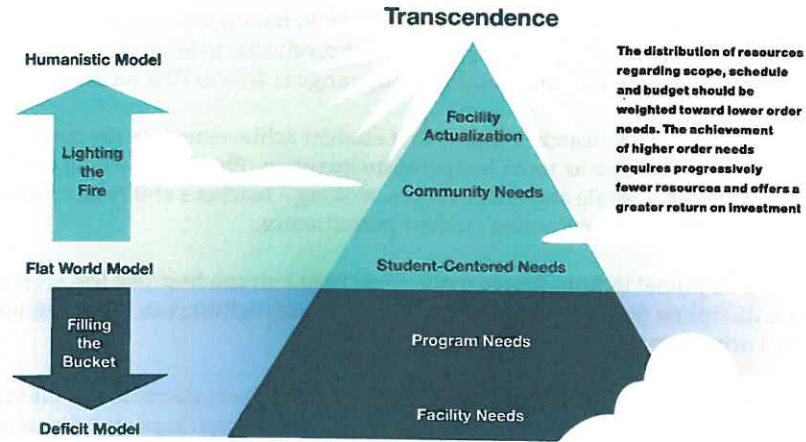 Transcendence
Humanistic Model
Lighting
the
Fire
Flat World Model
Filling
the
Bucket
Deficit Model
Facility
Actualization
Community Needs
Student-Centered Needs
Program Needs
Facility Needs
The distribution of resources
regarding scope, schedule
and budget should be
weighted toward lower order
needs. The achievement
of higher order needs
requires progressively
fewer resources and offers a
greater return on investment